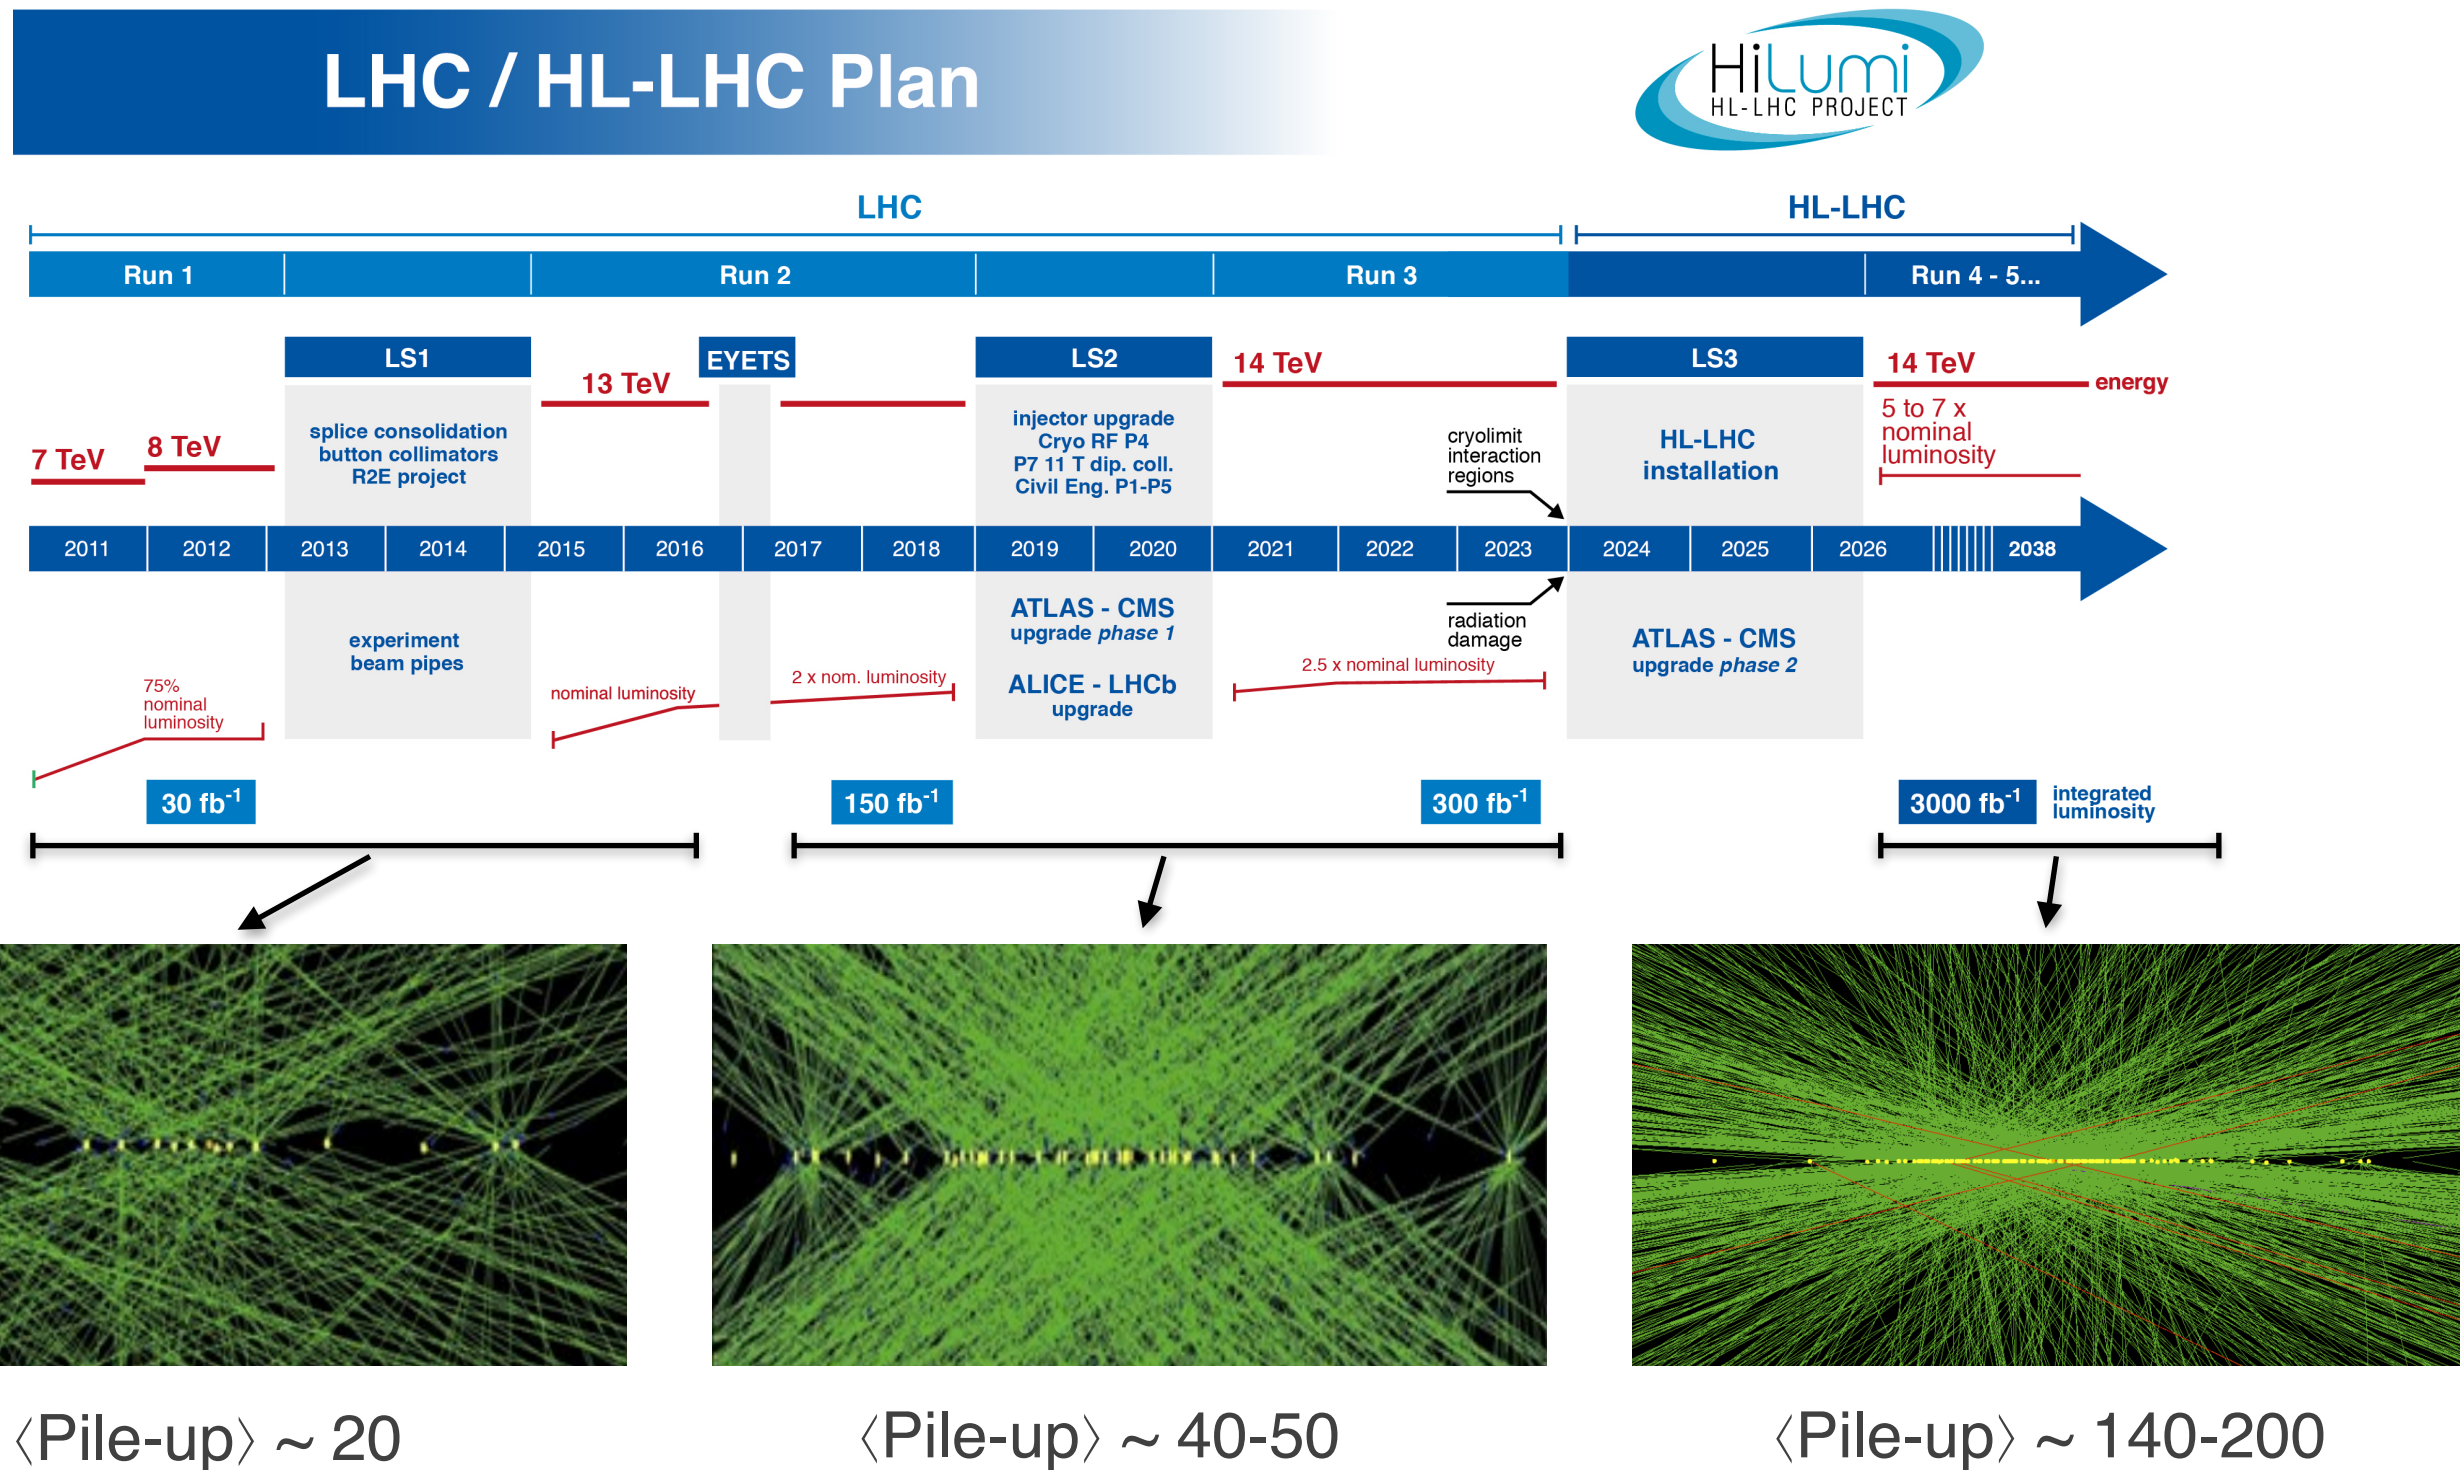 LHC / HL-LHC Plan
HiLumi
HL-LHC PROJECT
LHC
HL-LHC
Run 1
Run 2
Run 3
Run 4 - 5...
LS1
EYETS
LS2
LS3
7 TeV
8 TeV
13 TeV
14 TeV
14 TeV
energy
splice consolidation
button collimators
R2E project
injector upgrade
Cryo RF P4
P7 11 T dip. coll.
Civil Eng. P1-P5
cryolimit
interaction
regions
HL-LHC
installation
5 to 7 x
nominal
luminosity
2011
2012
2013
2014
2015
2016
2017
2018
2019
2020
2021
2022
2023
2024
2025
2026
2038
experiment
beam pipes
ATLAS - CMS
upgrade phase 1
ALICE - LHCb
upgrade
radiation
damage
ATLAS - CMS
upgrade phase 2
75%
nominal
luminosity
nominal luminosity
2 x nom. luminosity
2.5 x nominal luminosity
30 fb⁻¹
150 fb⁻¹
300 fb⁻¹
3000 fb⁻¹
integrated
luminosity
⟨Pile-up⟩ ~ 20
⟨Pile-up⟩ ~ 40-50
⟨Pile-up⟩ ~ 140-200